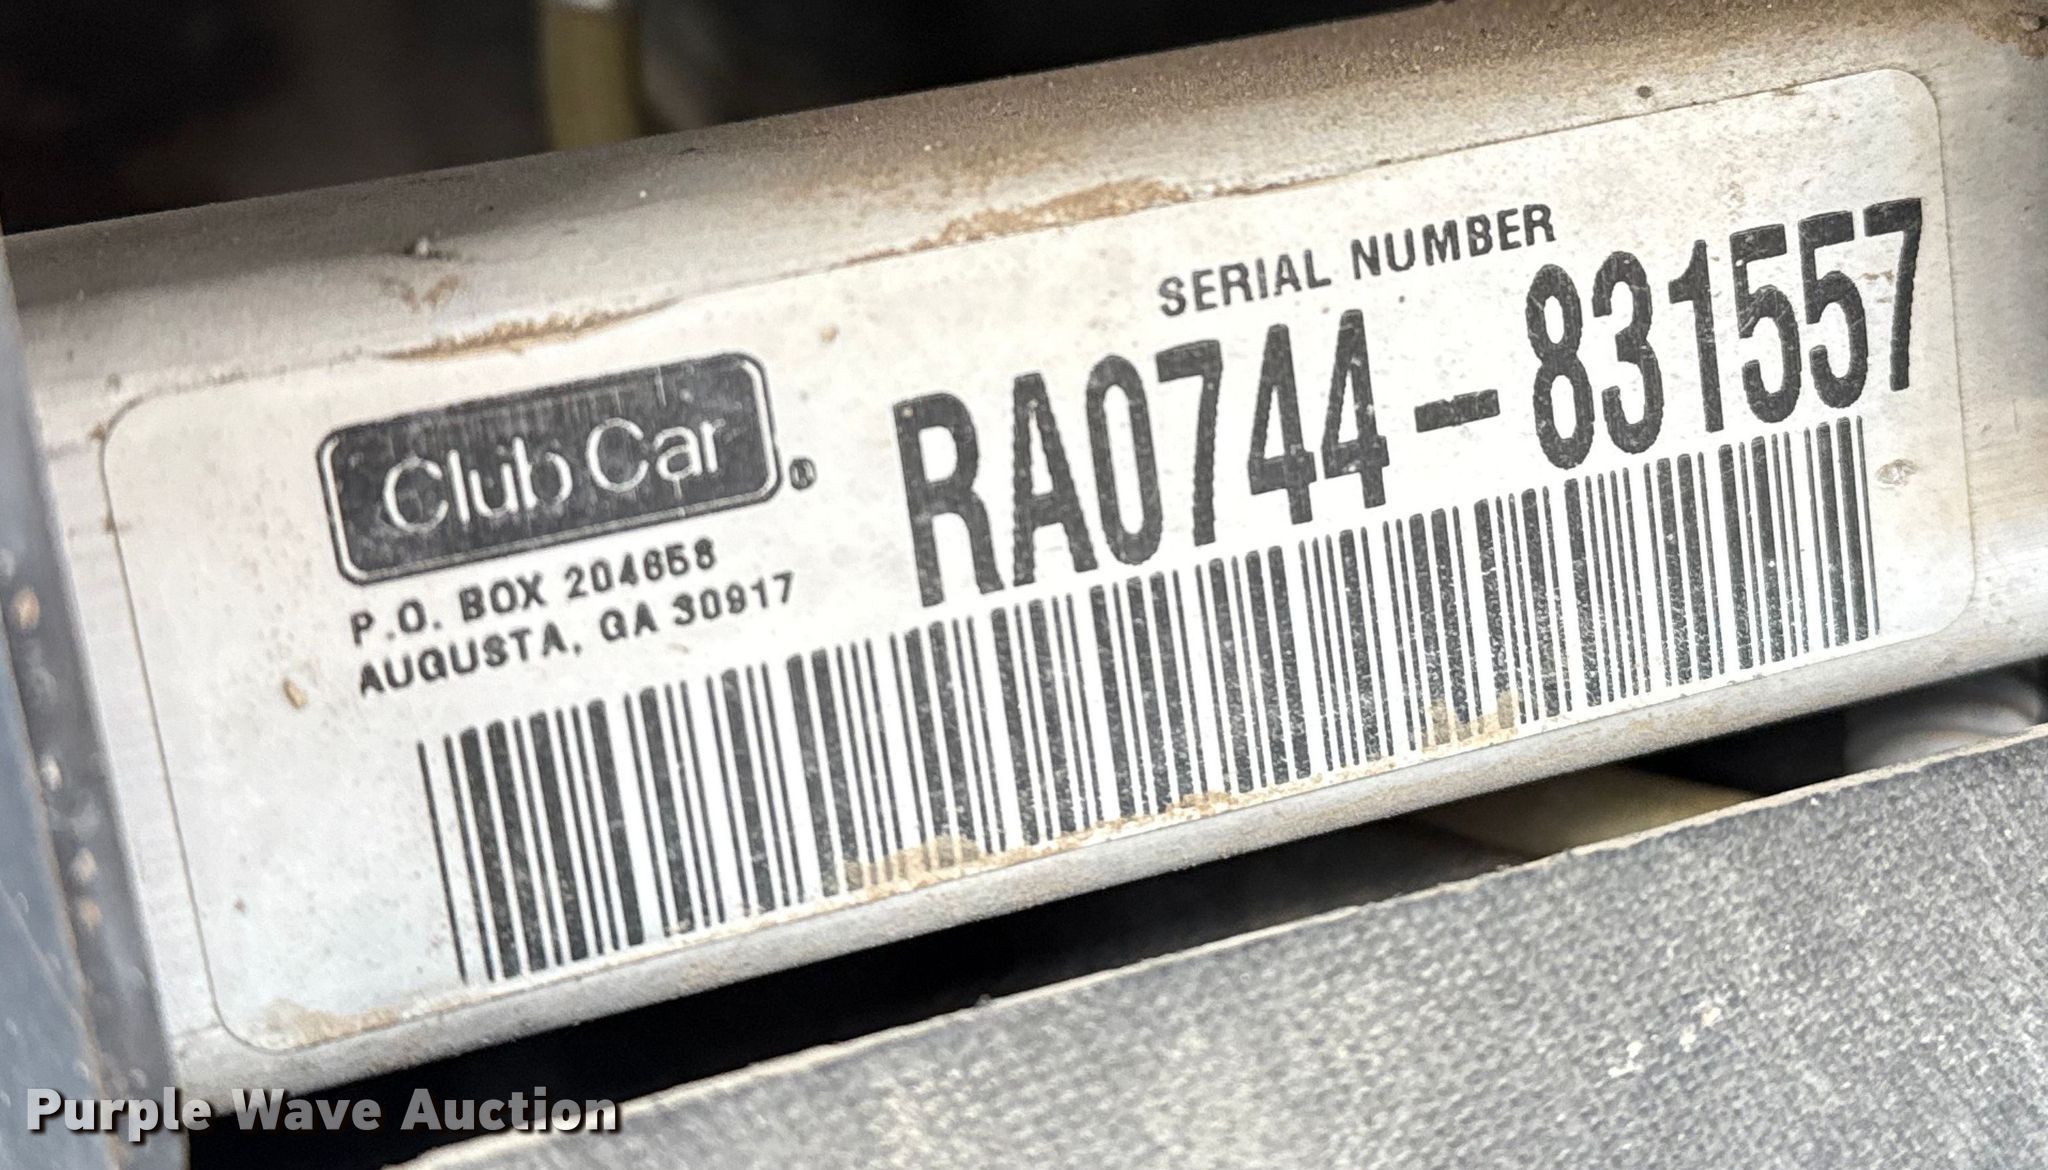 Club Car®
P.O. BOX 204658
AUGUSTA, GA 30917
SERIAL NUMBER
RA0744-831557
Purple Wave Auction